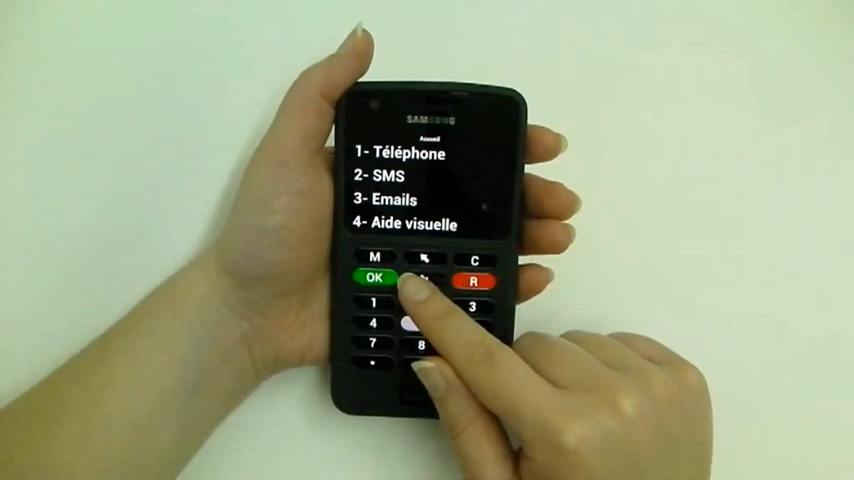 SAMSUNG
Accueil
1- Téléphone
2- SMS
3- Emails
4- Aide visuelle
M C
OK R
1 3
4
7 8
*